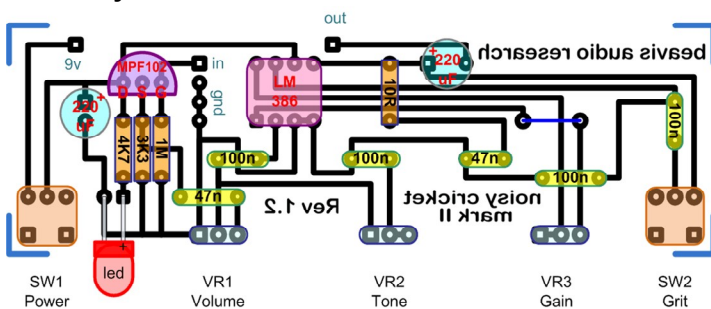 out
9v
MPF102
in
gnd
D S G
220
uF
+
4K7
3K3
1M
LM
386
10R
220
uF
+
beavis audio research
100n
100n
100n
47n
100n
47n
Rev 1.2
noisy cricket
mark II
led
+
SW1
Power
VR1
Volume
VR2
Tone
VR3
Gain
SW2
Grit